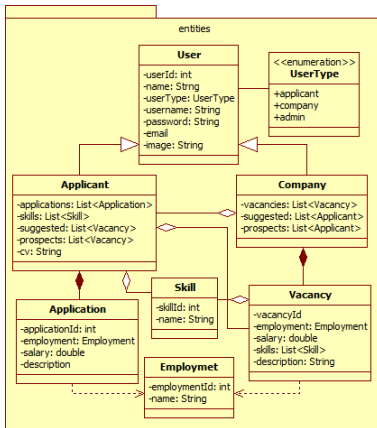 entities
User
-userId: int
-name: Strng
-userType: UserType
-username: String
-password: String
-email
-image: String
<<enumeration>>
UserType
+applicant
+company
+admin
Applicant
-applications: List<Application>
-skills: List<Skill>
-suggested: List<Vacancy>
-prospects: List<Vacancy>
-cv: String
Company
-vacancies: List<Vacancy>
-suggested: List<Applicant>
-prospects: List<Applicant>
Skill
-skillId: int
-name: String
Application
-applicationId: int
-employment: Employment
-salary: double
-description
Vacancy
-vacancyId
-employment: Employment
-salary: double
-skills: List<Skill>
-description: String
Employmet
-employmentId: int
-name: String